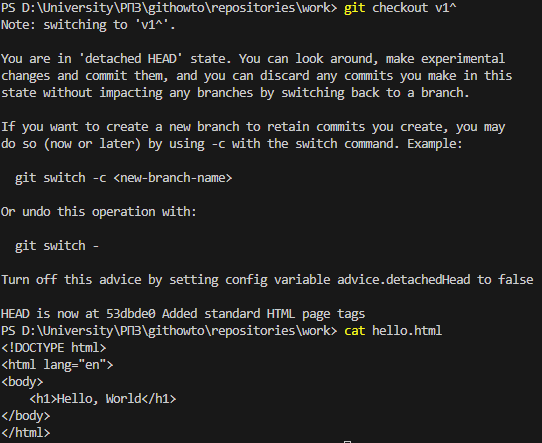 PS D:\University\РПЗ\githowto\repositories\work> git checkout v1^
Note: switching to 'v1^'.

You are in 'detached HEAD' state. You can look around, make experimental
changes and commit them, and you can discard any commits you make in this
state without impacting any branches by switching back to a branch.

If you want to create a new branch to retain commits you create, you may
do so (now or later) by using -c with the switch command. Example:

  git switch -c <new-branch-name>

Or undo this operation with:

  git switch -

Turn off this advice by setting config variable advice.detachedHead to false

HEAD is now at 53dbde0 Added standard HTML page tags
PS D:\University\РПЗ\githowto\repositories\work> cat hello.html
<!DOCTYPE html>
<html lang="en">
<body>
    <h1>Hello, World</h1>
</body>
</html>